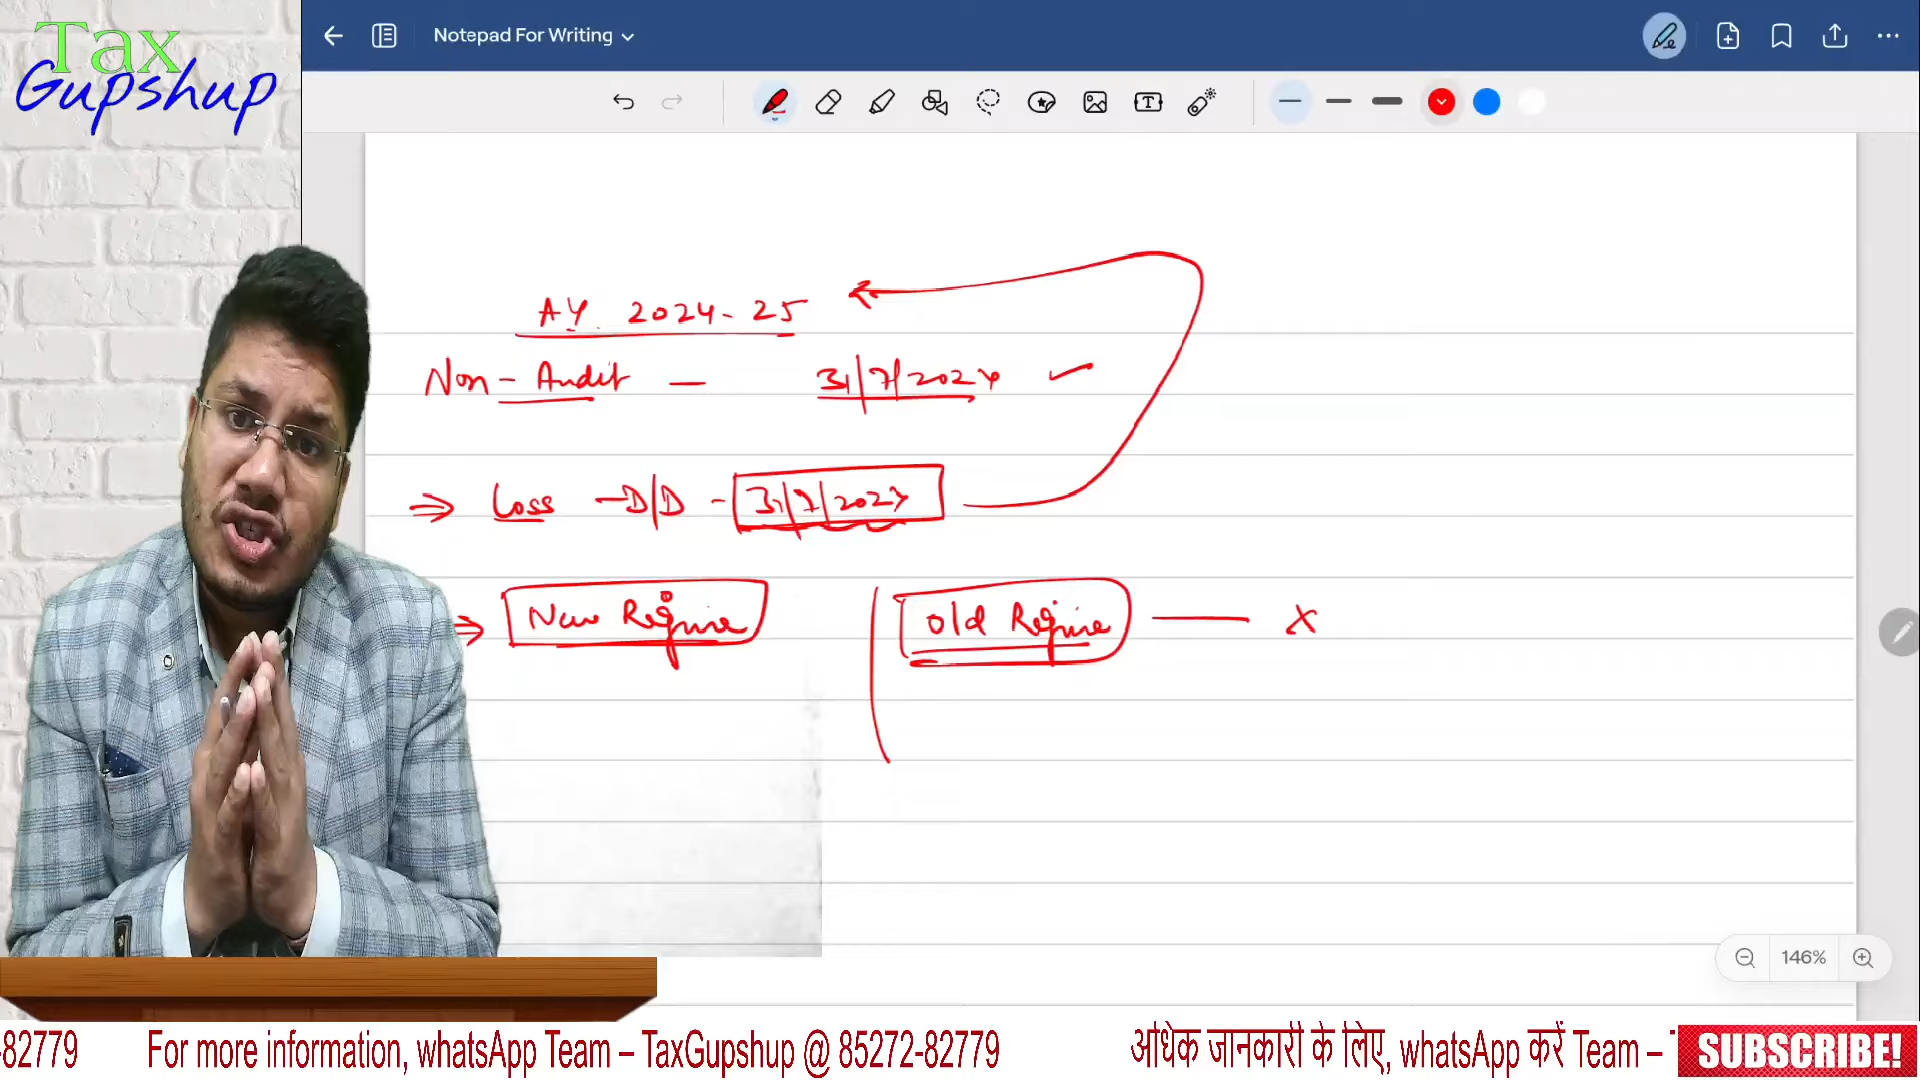 Tax
Gupshup
Notepad For Writing
AY. 2024-25
Non-Audit — 31/7/2024 ✓
⇒ Loss - D/D - 31/7/2024
⇒ New Regime
Old Regime — X
146%
-82779 For more information, whatsApp Team – TaxGupshup @ 85272-82779 अधिक जानकारी के लिए, whatsApp करें Team –
SUBSCRIBE!